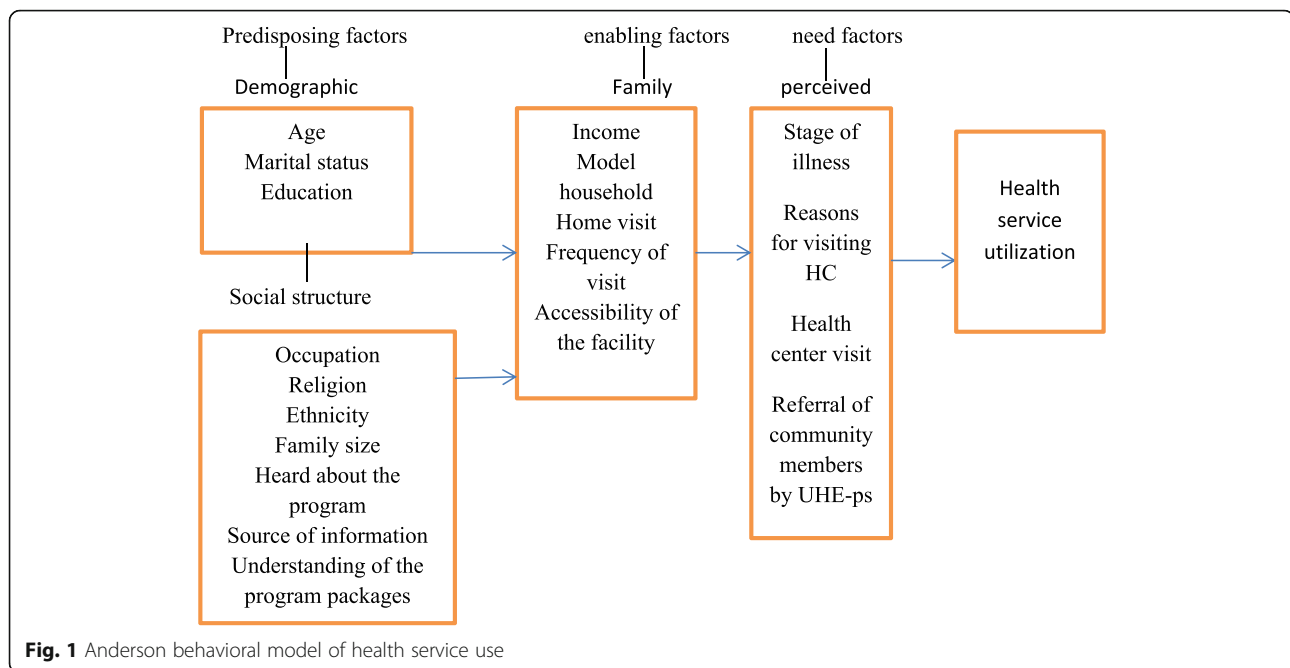 Predisposing factors
enabling factors
need factors
Demographic
Family
perceived
Age
Marital status
Education
Social structure
Occupation
Religion
Ethnicity
Family size
Heard about the
program
Source of information
Understanding of the
program packages
Income
Model
household
Home visit
Frequency of
visit
Accessibility of
the facility
Stage of
illness
Reasons
for visiting
HC
Health
center visit
Referral of
community
members
by UHE-ps
Health
service
utilization
Fig. 1 Anderson behavioral model of health service use